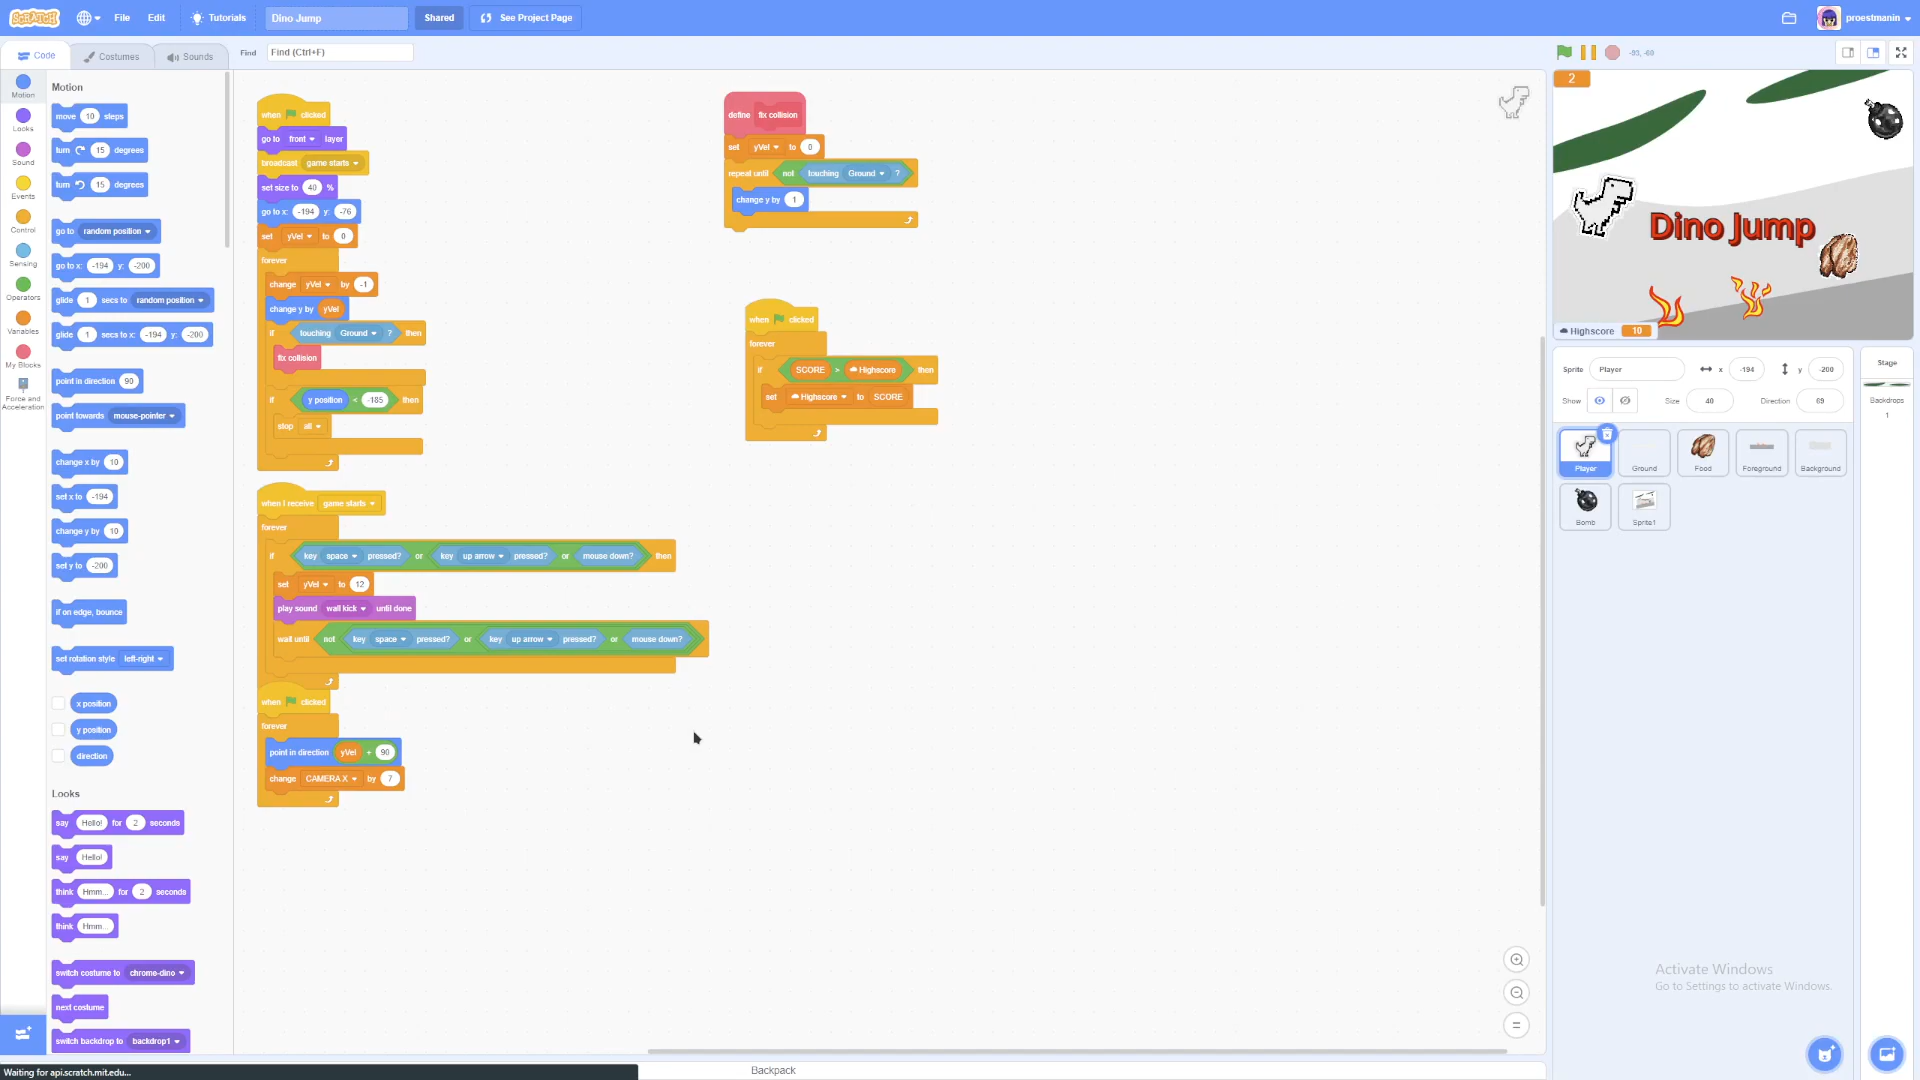 SCRATCH
File
Edit
Tutorials
Dino Jump
Shared
See Project Page
proestmanin
Code
Costumes
Sounds
Find
Find (Ctrl+F)
-93, -60
Motion
Looks
Sound
Events
Control
Sensing
Operators
Variables
My Blocks
Force and
Acceleration
Motion
move 10 steps
turn 15 degrees
turn 15 degrees
go to random position
go to x: -194 y: -200
glide 1 secs to random position
glide 1 secs to x: -194 y: -200
point in direction 90
point towards mouse-pointer
change x by 10
set x to -194
change y by 10
set y to -200
if on edge, bounce
set rotation style left-right
x position
y position
direction
Looks
say Hello! for 2 seconds
say Hello!
think Hmm... for 2 seconds
think Hmm...
switch costume to chrome-dino
next costume
switch backdrop to backdrop1
when clicked
go to front layer
broadcast game starts
set size to 40 %
go to x: -194 y: -76
set yVel to 0
forever
change yVel by -1
change y by yVel
if touching Ground ? then
fix collision
if y position < -185 then
stop all
when I receive game starts
forever
if key space pressed? or key up arrow pressed? or mouse down? then
set yVel to 12
play sound wall kick until done
wait until not key space pressed? or key up arrow pressed? or mouse down?
when clicked
forever
point in direction yVel + 90
change CAMERA X by 7
define fix collision
set yVel to 0
repeat until not touching Ground ?
change y by 1
when clicked
forever
if SCORE > Highscore then
set Highscore to SCORE
2
Dino Jump
Highscore 10
Sprite Player x -194 y -200
Show Size 40 Direction 89
Player
Ground
Food
Foreground
Background
Bomb
Sprite1
Stage
Backdrops
1
Activate Windows
Go to Settings to activate Windows.
Waiting for api.scratch.mit.edu...
Backpack